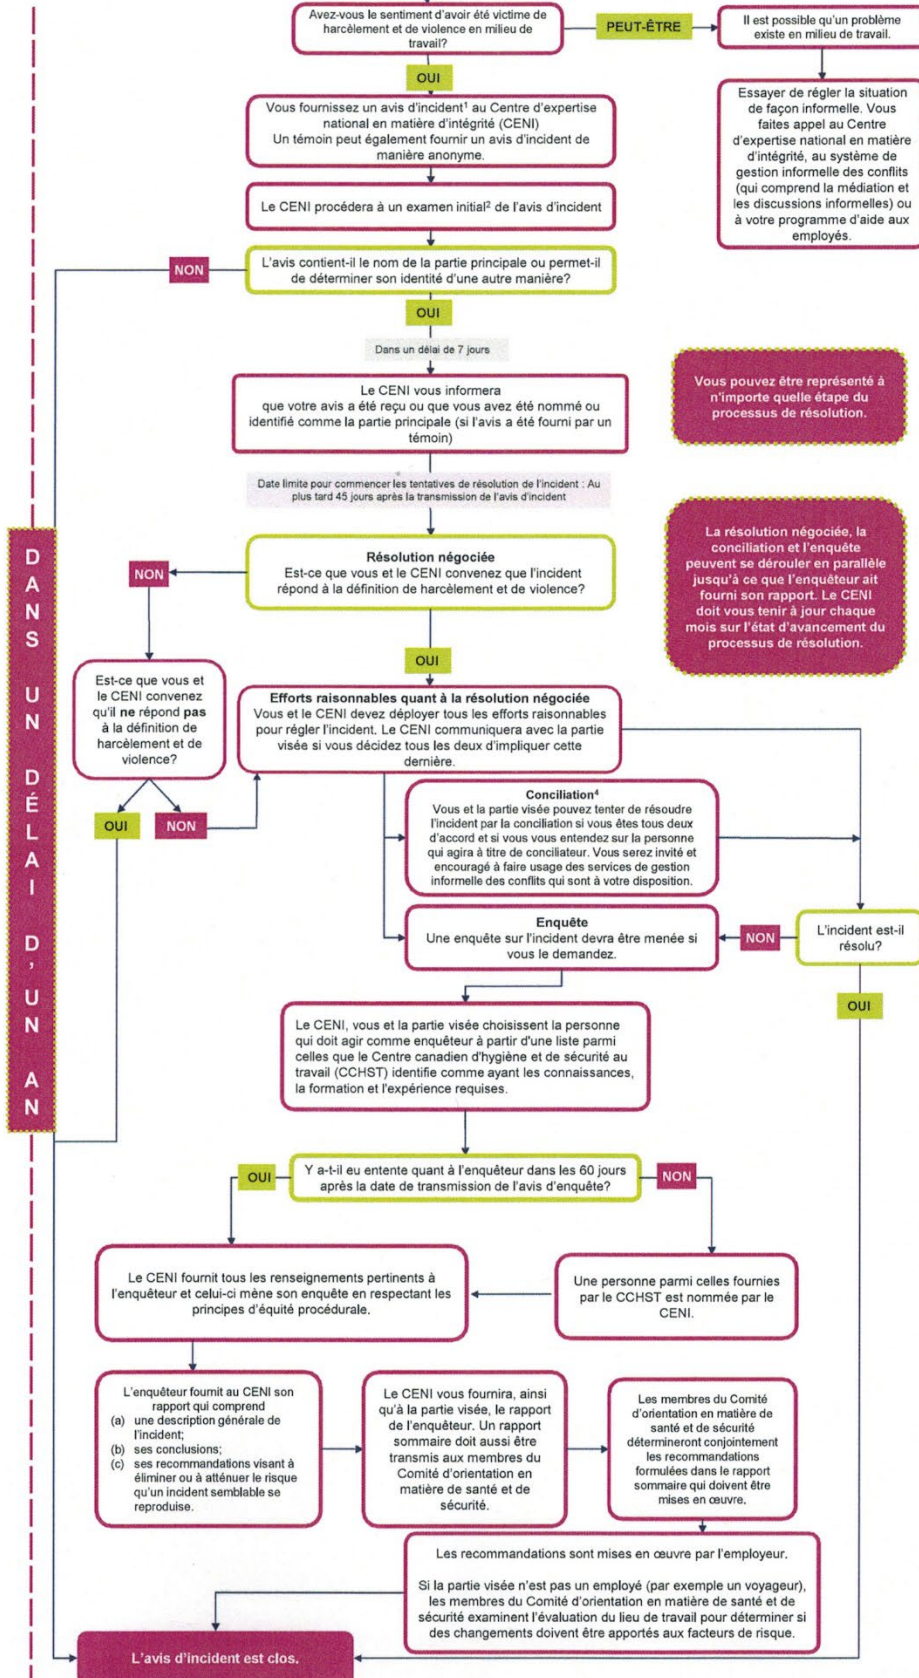 Avez-vous le sentiment d'avoir été victime de
harcèlement et de violence en milieu de
travail?
PEUT-ÊTRE
Il est possible qu'un problème
existe en milieu de travail.
OUI
Essayer de régler la situation
de façon informelle. Vous
faites appel au Centre
d'expertise national en matière
d'intégrité, au système de
gestion informelle des conflits
(qui comprend la médiation et
les discussions informelles) ou
à votre programme d'aide aux
employés.
Vous fournissez un avis d'incident¹ au Centre d'expertise
national en matière d'intégrité (CENI)
Un témoin peut également fournir un avis d'incident de
manière anonyme.
Le CENI procédera à un examen initial² de l'avis d'incident
NON
L'avis contient-il le nom de la partie principale ou permet-il
de déterminer son identité d'une autre manière?
OUI
Dans un délai de 7 jours
Le CENI vous informera
que votre avis a été reçu ou que vous avez été nommé ou
identifié comme la partie principale (si l'avis a été fourni par un
témoin)
Vous pouvez être représenté à
n'importe quelle étape du
processus de résolution.
Date limite pour commencer les tentatives de résolution de l'incident : Au
plus tard 45 jours après la transmission de l'avis d'incident
La résolution négociée, la
conciliation et l'enquête
peuvent se dérouler en parallèle
jusqu'à ce que l'enquêteur ait
fourni son rapport. Le CENI
doit vous tenir à jour chaque
mois sur l'état d'avancement du
processus de résolution.
DANS UN DÉLAI D'UN AN
NON
Résolution négociée
Est-ce que vous et le CENI convenez que l'incident
répond à la définition de harcèlement et de violence?
OUI
Est-ce que vous et
le CENI convenez
qu'il ne répond pas
à la définition de
harcèlement et de
violence?
OUI
NON
Efforts raisonnables quant à la résolution négociée
Vous et le CENI devez déployer tous les efforts raisonnables
pour régler l'incident. Le CENI communiquera avec la partie
visée si vous décidez tous les deux d'impliquer cette
dernière.
Conciliation⁴
Vous et la partie visée pouvez tenter de résoudre
l'incident par la conciliation si vous êtes tous deux
d'accord et si vous vous entendez sur la personne
qui agira à titre de conciliateur. Vous serez invité et
encouragé à faire usage des services de gestion
informelle des conflits qui sont à votre disposition.
Enquête
Une enquête sur l'incident devra être menée si
vous le demandez.
NON
L'incident est-il
résolu?
OUI
Le CENI, vous et la partie visée choisissent la personne
qui doit agir comme enquêteur à partir d'une liste parmi
celles que le Centre canadien d'hygiène et de sécurité au
travail (CCHST) identifie comme ayant les connaissances,
la formation et l'expérience requises.
OUI
Y a-t-il eu entente quant à l'enquêteur dans les 60 jours
après la date de transmission de l'avis d'enquête?
NON
Le CENI fournit tous les renseignements pertinents à
l'enquêteur et celui-ci mène son enquête en respectant les
principes d'équité procédurale.
Une personne parmi celles fournies
par le CCHST est nommée par le
CENI.
L'enquêteur fournit au CENI son
rapport qui comprend
(a) une description générale de
l'incident;
(b) ses conclusions;
(c) ses recommandations visant à
éliminer ou à atténuer le risque
qu'un incident semblable se
reproduise.
Le CENI vous fournira, ainsi
qu'à la partie visée, le rapport
de l'enquêteur. Un rapport
sommaire doit aussi être
transmis aux membres du
Comité d'orientation en
matière de santé et de
sécurité.
Les membres du Comité
d'orientation en matière de
santé et de sécurité
détermineront conjointement
les recommandations
formulées dans le rapport
sommaire qui doivent être
mises en œuvre.
Les recommandations sont mises en œuvre par l'employeur.
Si la partie visée n'est pas un employé (par exemple un voyageur),
les membres du Comité d'orientation en matière de santé et de
sécurité examinent l'évaluation du lieu de travail pour déterminer si
des changements doivent être apportés aux facteurs de risque.
L'avis d'incident est clos.